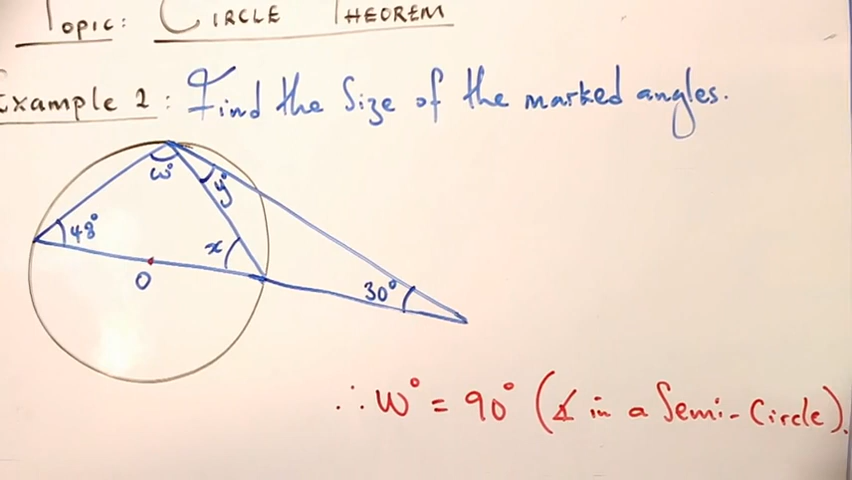 Topic: Circle Theorem
Example 2: Find the Size of the marked angles.
w°
y°
48°
x
O
30°
∴ w° = 90° (∡ in a Semi-Circle).